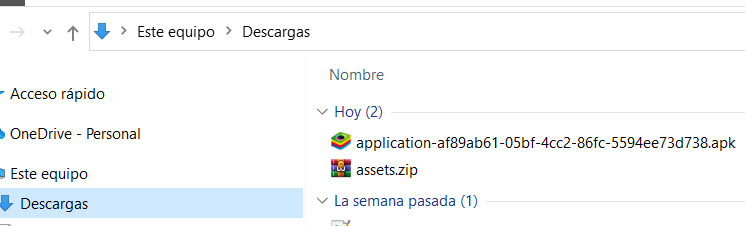 Este equipo > Descargas
Nombre
Acceso rápido
Hoy (2)
OneDrive - Personal
application-af89ab61-05bf-4cc2-86fc-5594ee73d738.apk
assets.zip
Este equipo
Descargas
La semana pasada (1)